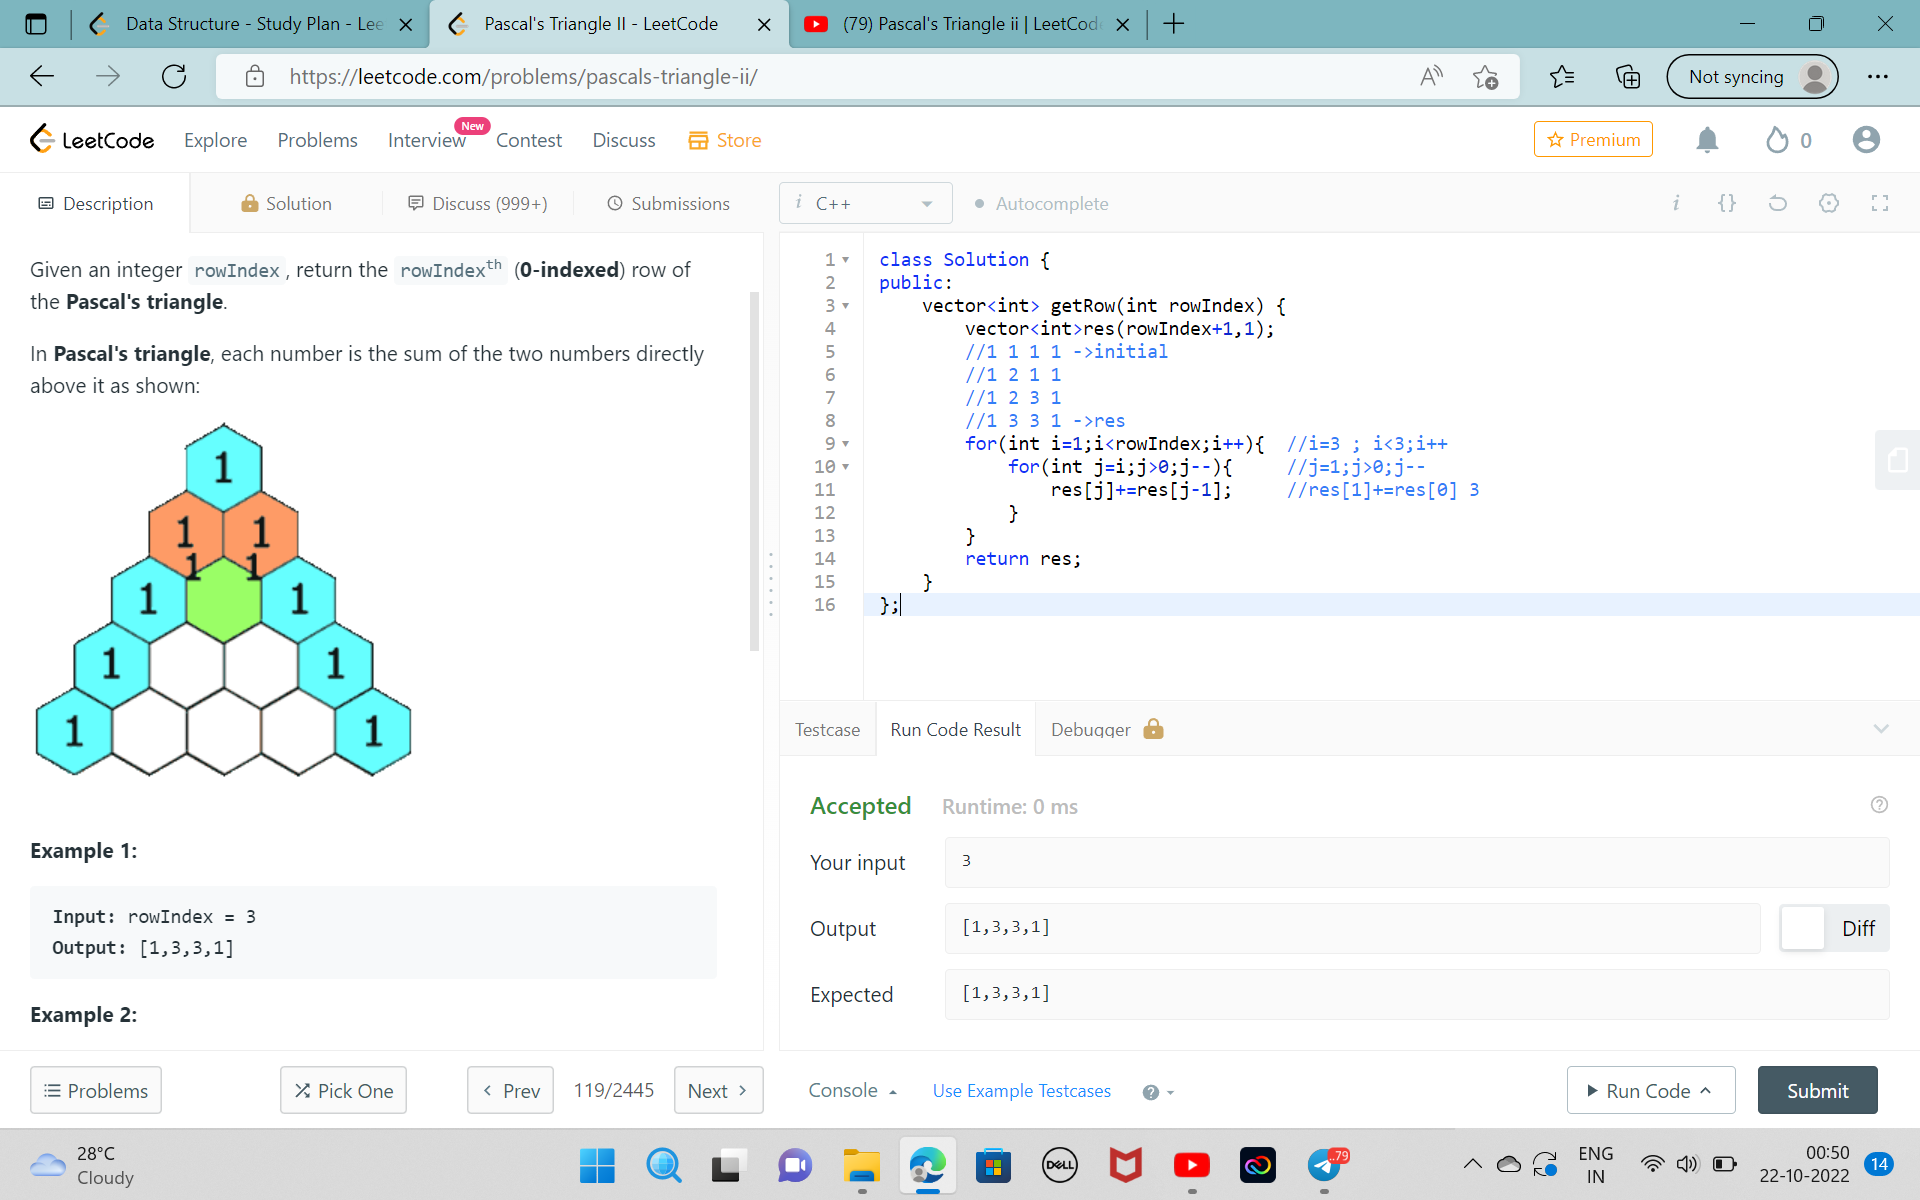 Data Structure - Study Plan - Lee
Pascal's Triangle II - LeetCode
(79) Pascal's Triangle ii | LeetCod
https://leetcode.com/problems/pascals-triangle-ii/
Not syncing
LeetCode
Explore
Problems
Interview
New
Contest
Discuss
Store
Premium
0
Description
Solution
Discuss (999+)
Submissions
i C++
Autocomplete
Given an integer rowIndex, return the rowIndexth (0-indexed) row of
the Pascal's triangle.
In Pascal's triangle, each number is the sum of the two numbers directly
above it as shown:
1
1 1
1 1
1 1
1 1
1 1
Example 1:
Input: rowIndex = 3
Output: [1,3,3,1]
Example 2:
1 class Solution {
2 public:
3 vector<int> getRow(int rowIndex) {
4 vector<int>res(rowIndex+1,1);
5 //1 1 1 1 ->initial
6 //1 2 1 1
7 //1 2 3 1
8 //1 3 3 1 ->res
9 for(int i=1;i<rowIndex;i++){ //i=3 ; i<3;i++
10 for(int j=i;j>0;j--){ //j=1;j>0;j--
11 res[j]+=res[j-1]; //res[1]+=res[0] 3
12 }
13 }
14 return res;
15 }
16 };
Testcase
Run Code Result
Debugger
Accepted
Runtime: 0 ms
Your input
3
Output
[1,3,3,1]
Diff
Expected
[1,3,3,1]
Problems
Pick One
Prev
119/2445
Next
Console
Use Example Testcases
Run Code
Submit
28°C
Cloudy
DELL
..79
ENG
IN
00:50
22-10-2022
14